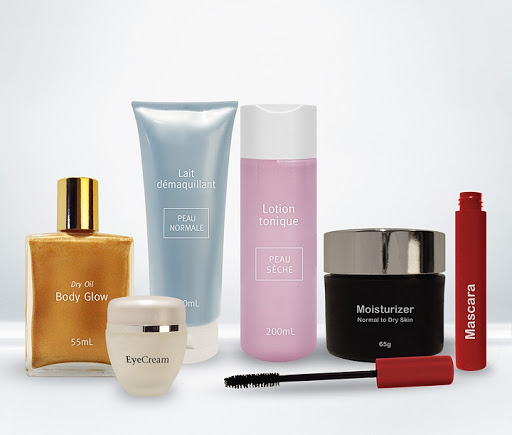 Dry Oil
Body Glow
55mL
EyeCream
Lait
démaquillant
PEAU
NORMALE
Lotion
tonique
PEAU
SÈCHE
200mL
Moisturizer
Normal to Dry Skin
65g
Mascara